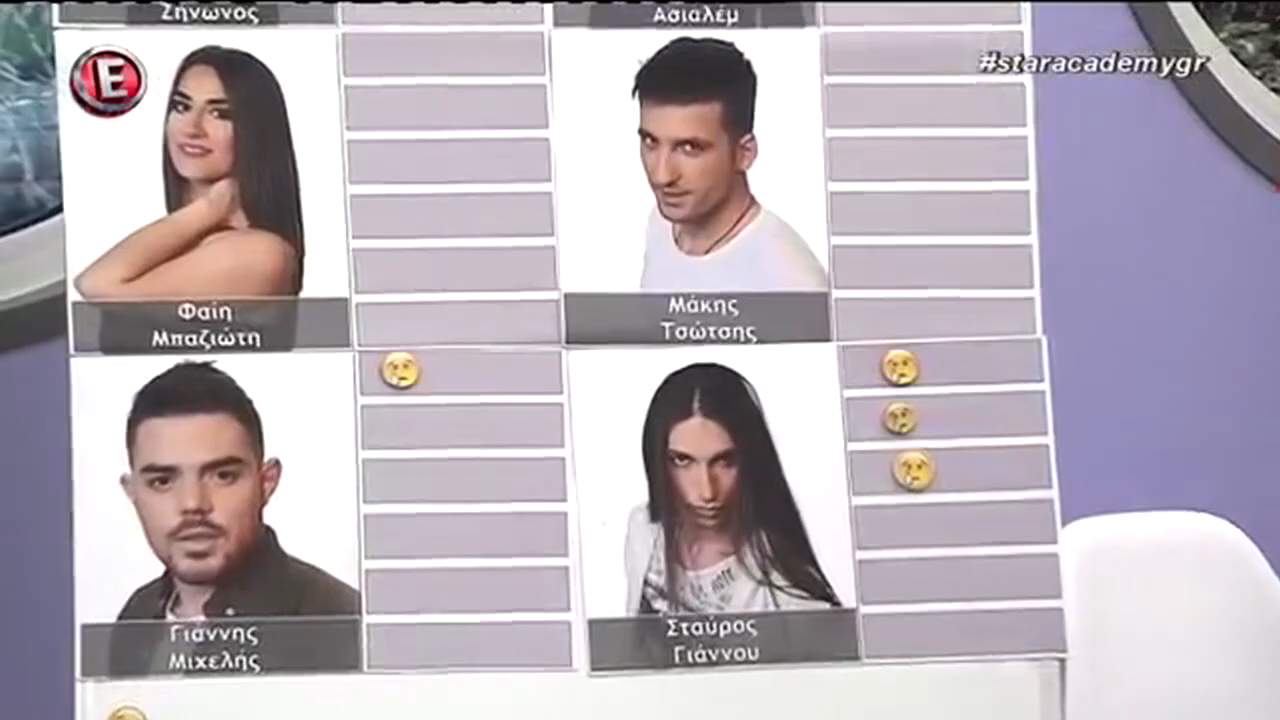 Ζήνωνος
Ασιαλέμ
E
#staracademygr
Φαίη
Μπαζιώτη
Μάκης
Τσώτσης
Γιάννης
Μιχελής
Σταύρος
Γιάννου